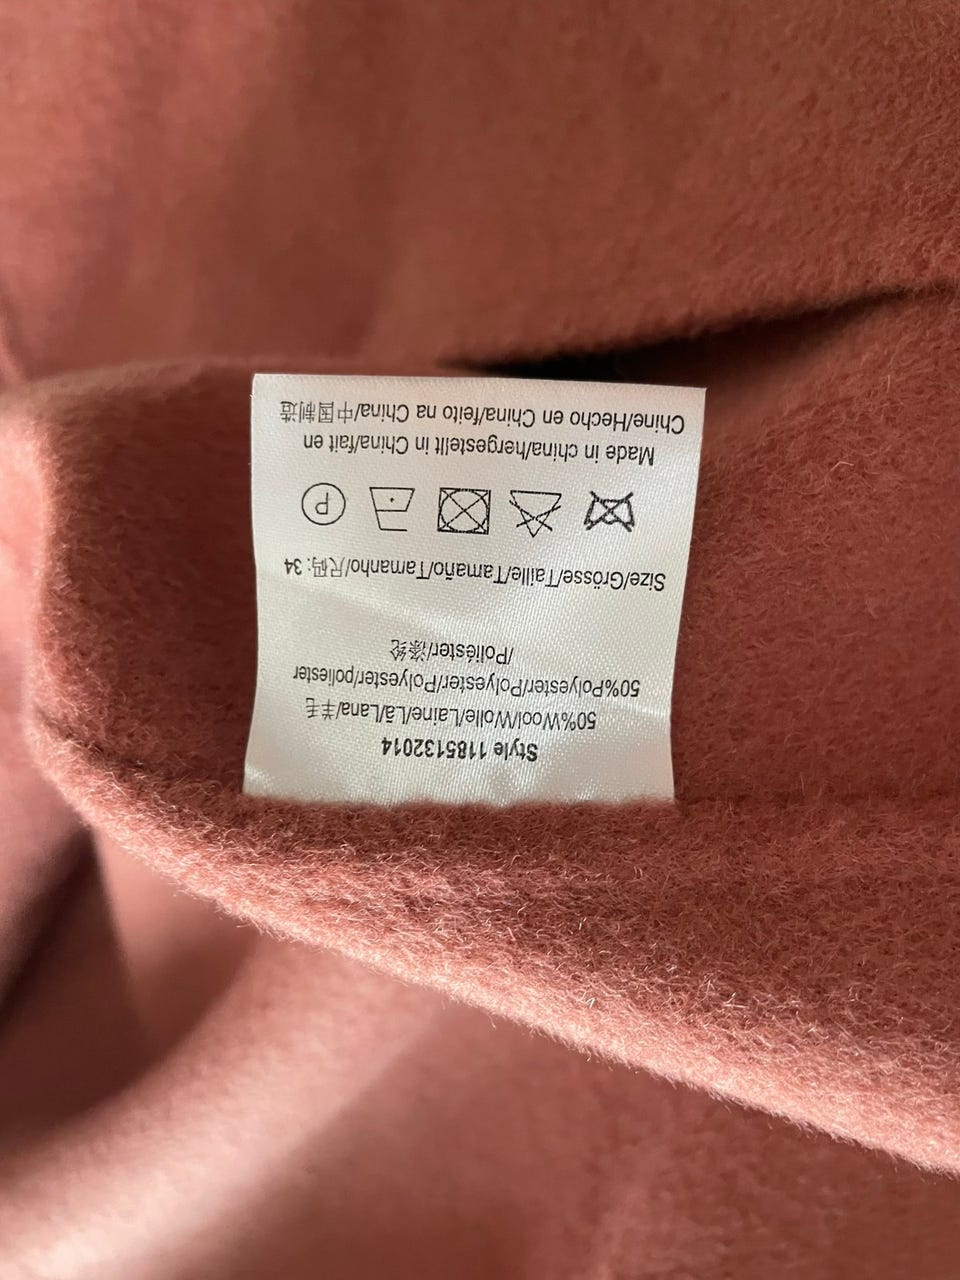 Style 1185132014
50%Wool/Wolle/Laine/Lã/Lana/羊毛
50%Polyester/Polyester/Polyester/poliester
/Poliéster/涤纶
Size/Grösse/Taille/Tamaño/Tamanho/尺码: 34
P
Made in china/hergestellt in China/fait en
Chine/Hecho en China/feito na China/中国制造